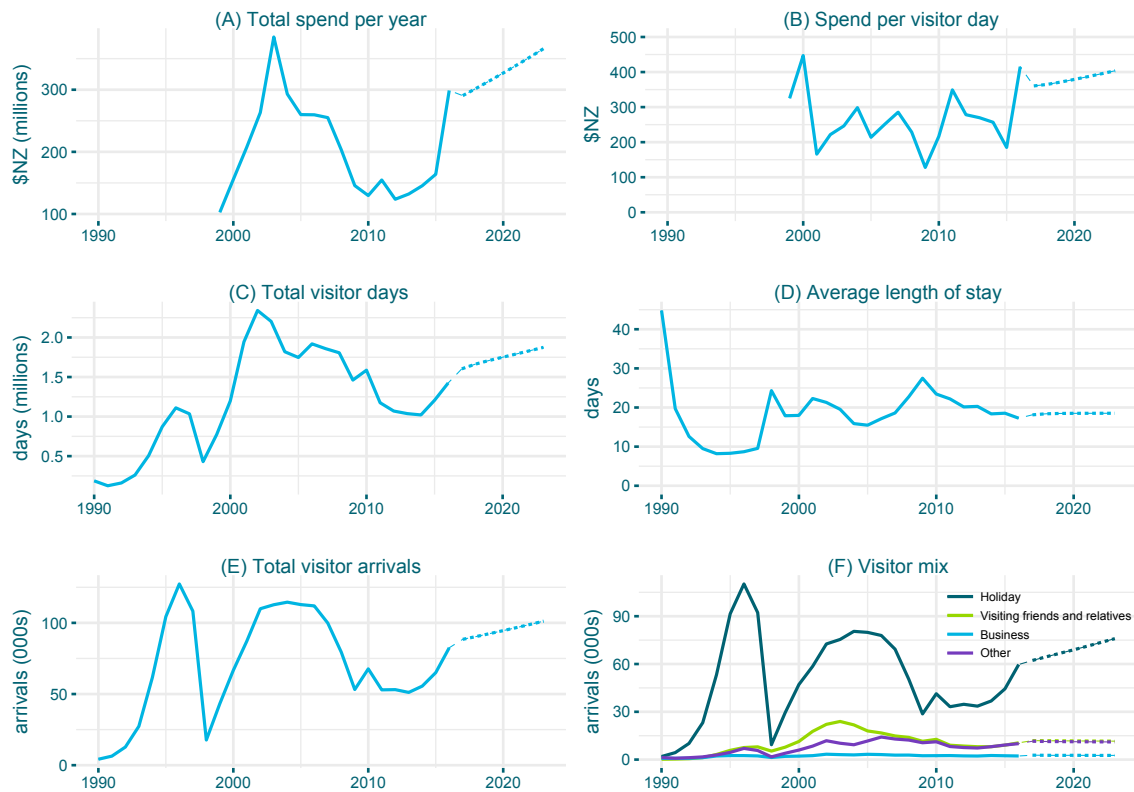 (A) Total spend per year
$NZ (millions)
300
200
100
1990 2000 2010 2020
(B) Spend per visitor day
$NZ
500
400
300
200
100
0
1990 2000 2010 2020
(C) Total visitor days
days (millions)
2.0
1.5
1.0
0.5
1990 2000 2010 2020
(D) Average length of stay
days
40
30
20
10
0
1990 2000 2010 2020
(E) Total visitor arrivals
arrivals (000s)
100
50
0
1990 2000 2010 2020
(F) Visitor mix
arrivals (000s)
90
60
30
0
Holiday
Visiting friends and relatives
Business
Other
1990 2000 2010 2020